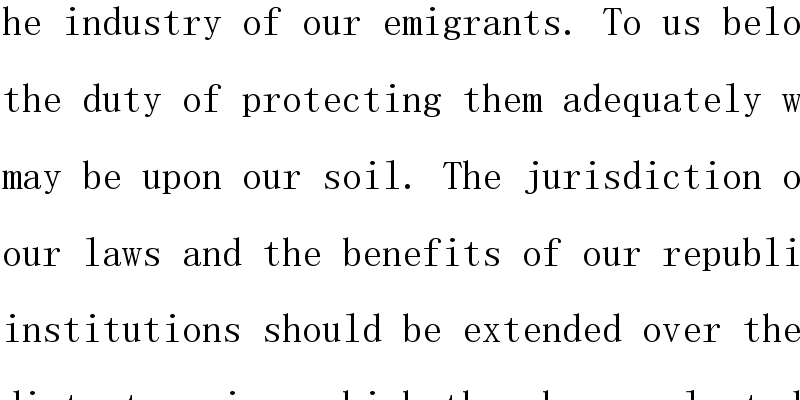 he industry of our emigrants. To us belo
the duty of protecting them adequately w
may be upon our soil. The jurisdiction o
our laws and the benefits of our republi
institutions should be extended over the